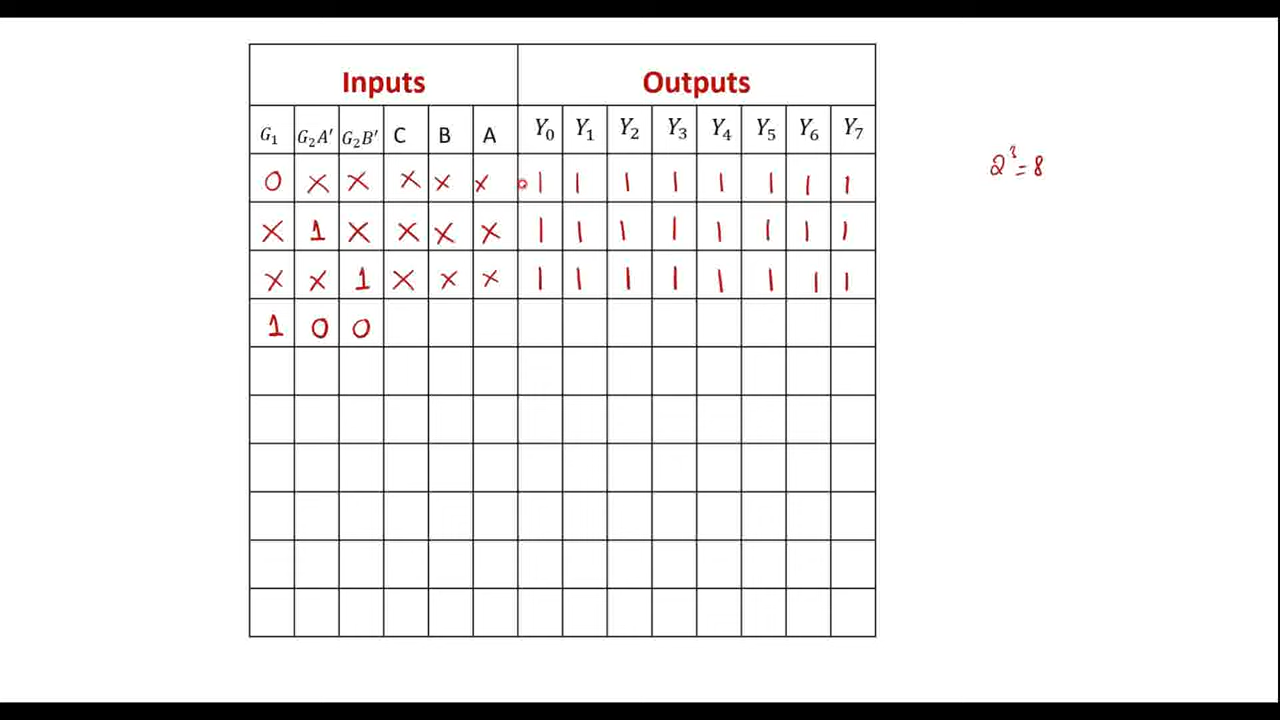 Inputs Outputs
G₁ G₂A′ G₂B′ C B A Y₀ Y₁ Y₂ Y₃ Y₄ Y₅ Y₆ Y₇
0 × × × × × 1 1 1 1 1 1 1 1
× 1 × × × × 1 1 1 1 1 1 1 1
× × 1 × × × 1 1 1 1 1 1 1 1
1 0 0
2³=8